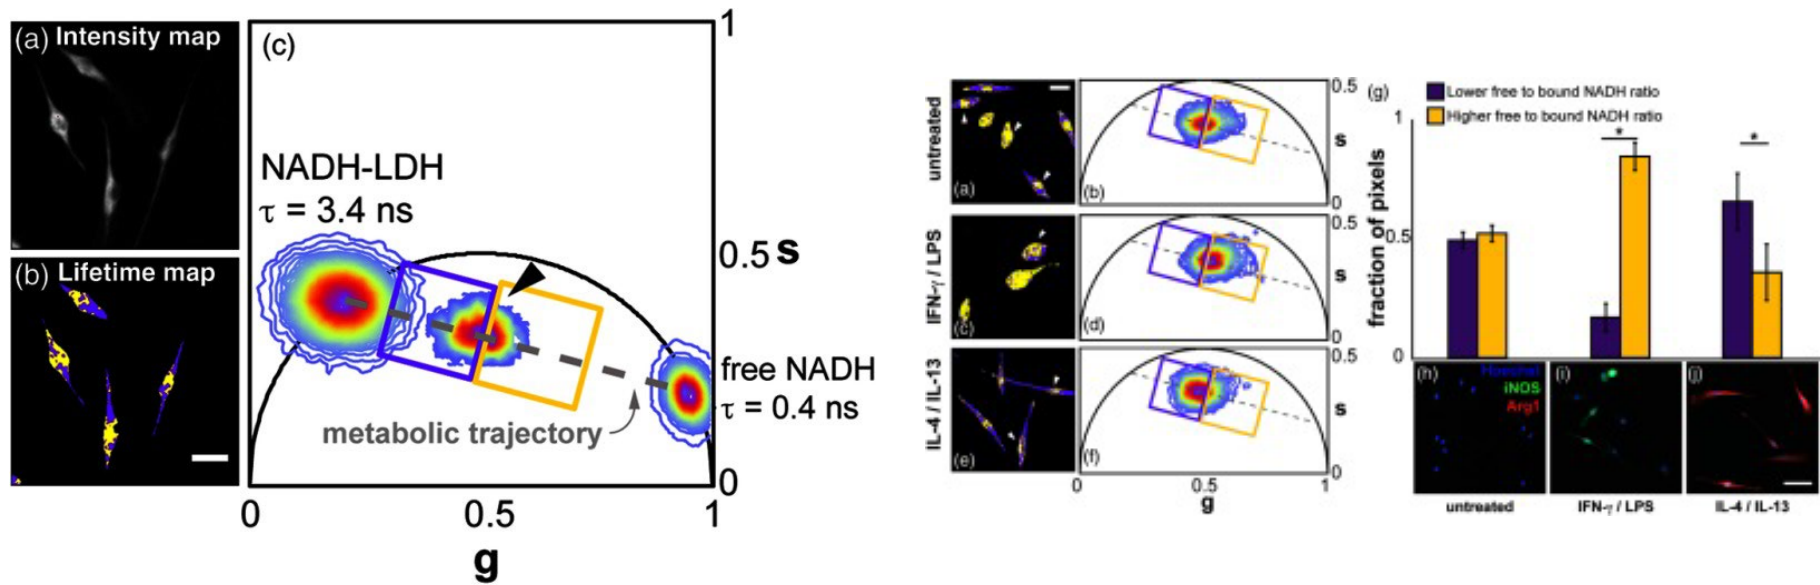 (a) Intensity map
(b) Lifetime map
(c)
1
NADH-LDH
τ = 3.4 ns
0.5 s
free NADH
τ = 0.4 ns
metabolic trajectory
0
0
0.5
1
g
untreated
(a)
(b)
0.5
s
0
IFN-γ / LPS
(c)
(d)
0.5
s
0
IL-4 / IL-13
(e)
(f)
0.5
s
0
0
0.5
1
g
(g)
Lower free to bound NADH ratio
Higher free to bound NADH ratio
fraction of pixels
1
0.5
0
*
*
(h)
Hoechst
iNOS
Arg1
(i)
(j)
untreated
IFN-γ / LPS
IL-4 / IL-13